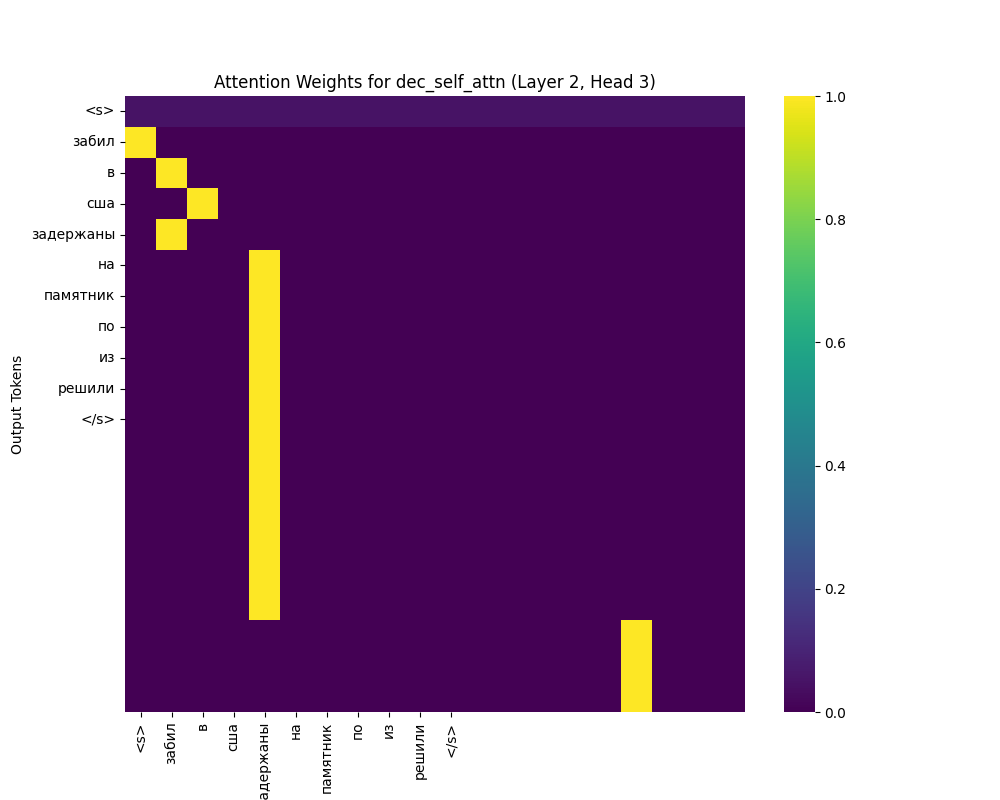 Attention Weights for dec_self_attn (Layer 2, Head 3)
<s>
забил
в
сша
задержаны
на
памятник
по
из
решили
</s>
Output Tokens
<s>
забил
в
сша
адержаны
на
памятник
по
из
решили
</s>
1.0
0.8
0.6
0.4
0.2
0.0